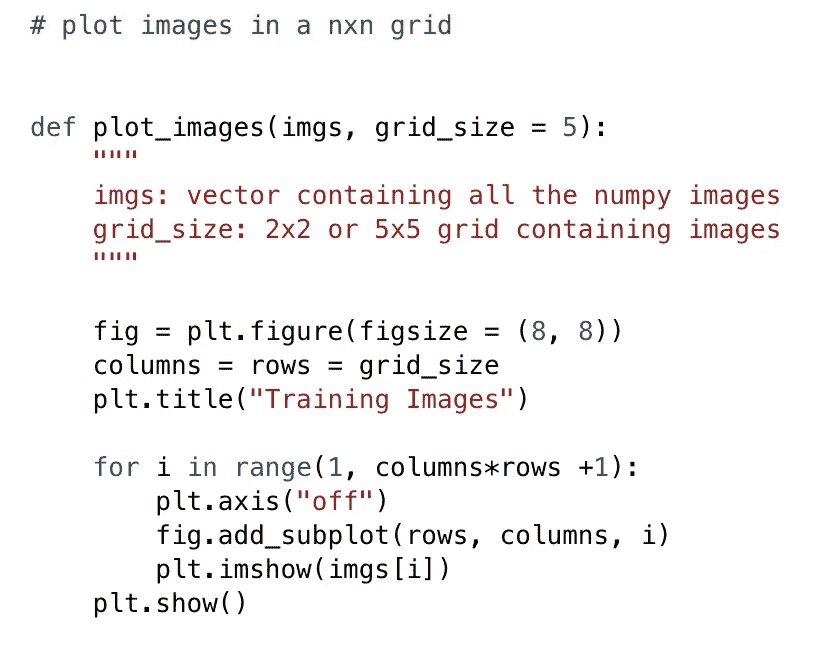 # plot images in a nxn grid
def plot_images(imgs, grid_size = 5):
    """
    imgs: vector containing all the numpy images
    grid_size: 2x2 or 5x5 grid containing images
    """
    fig = plt.figure(figsize = (8, 8))
    columns = rows = grid_size
    plt.title("Training Images")
    for i in range(1, columns*rows +1):
        plt.axis("off")
        fig.add_subplot(rows, columns, i)
        plt.imshow(imgs[i])
    plt.show()